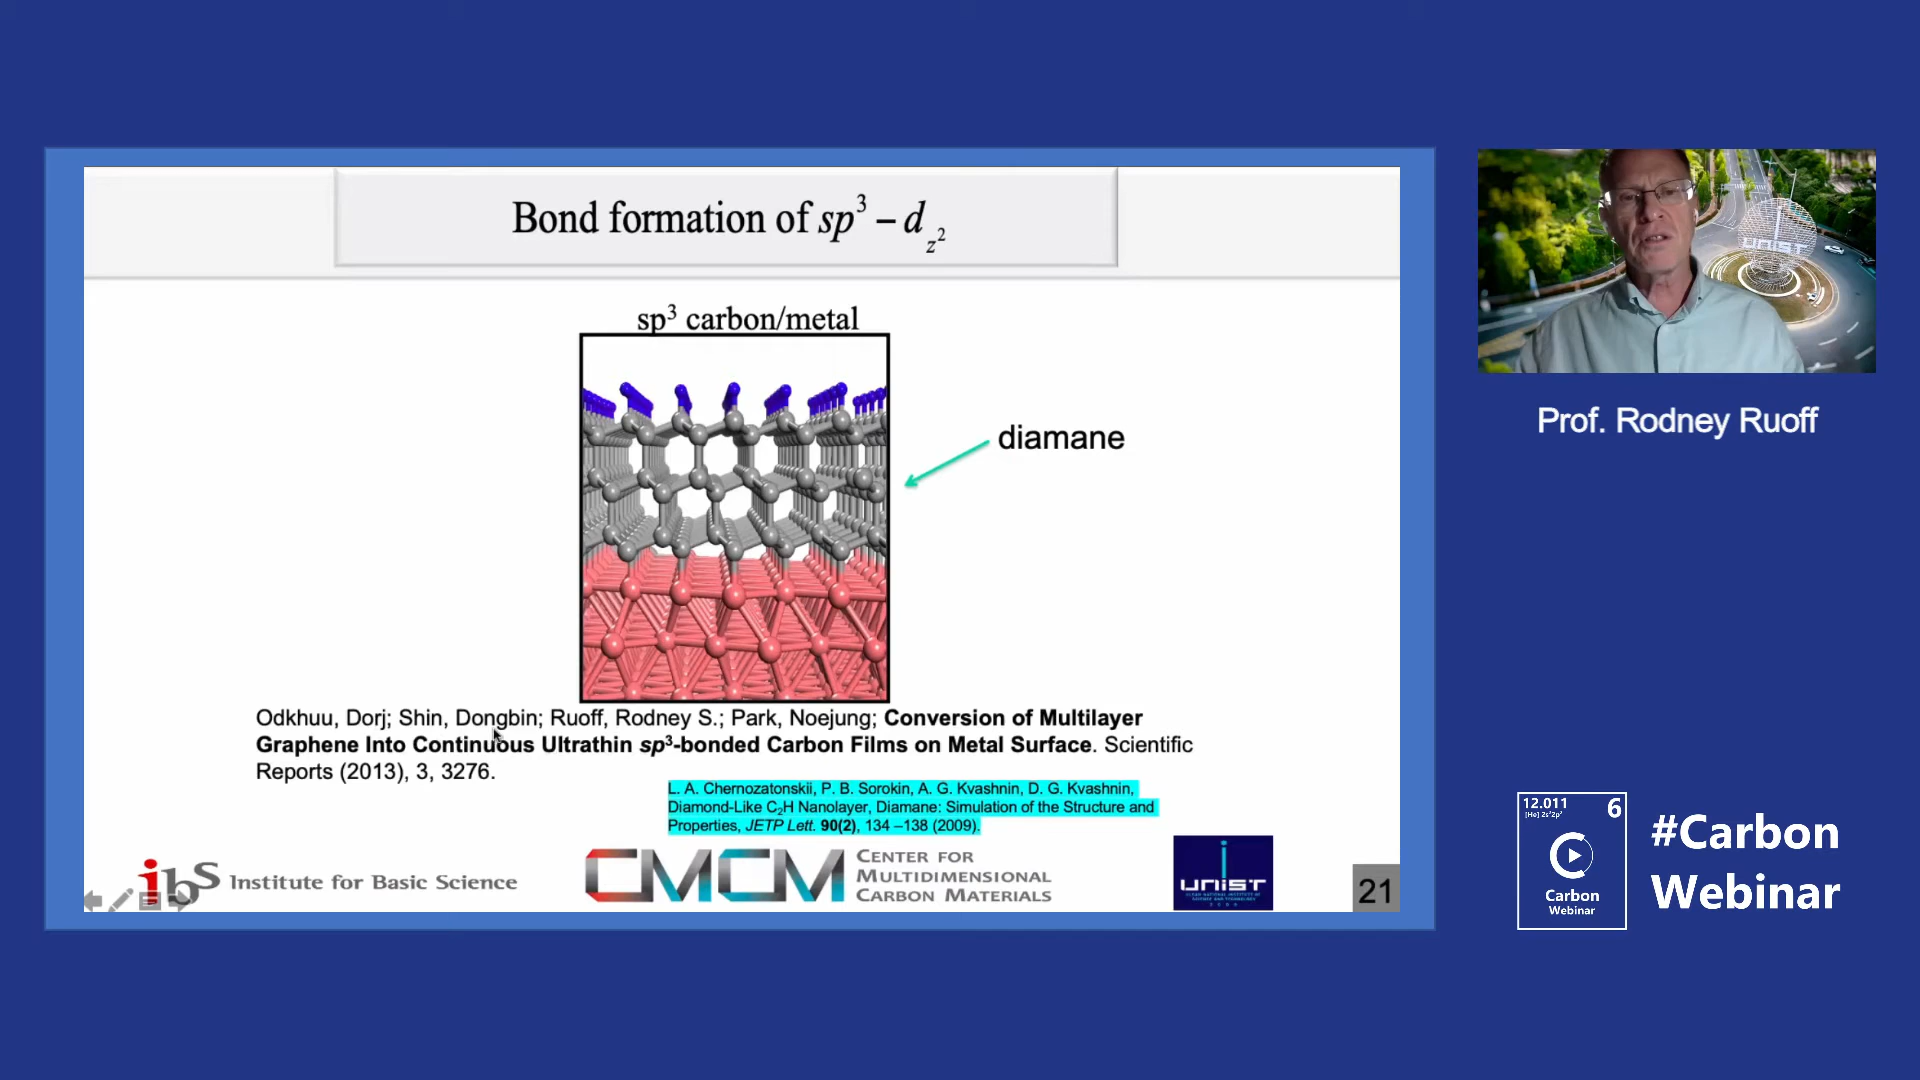 Bond formation of sp³ – d_z²
sp³ carbon/metal
diamane
Odkhuu, Dorj; Shin, Dongbin; Ruoff, Rodney S.; Park, Noejung; Conversion of Multilayer
Graphene Into Continuous Ultrathin sp³-bonded Carbon Films on Metal Surface. Scientific
Reports (2013), 3, 3276.
L. A. Chernozatonskii, P. B. Sorokin, A. G. Kvashnin, D. G. Kvashnin,
Diamond-Like C₂H Nanolayer, Diamane: Simulation of the Structure and
Properties, JETP Lett. 90(2), 134 –138 (2009).
ibS Institute for Basic Science
CMCM
CENTER FOR
MULTIDIMENSIONAL
CARBON MATERIALS
UNIST
21
UNIST
Prof. Rodney Ruoff
12.011 6
[He] 2s²2p²
Carbon
Webinar
#Carbon
Webinar